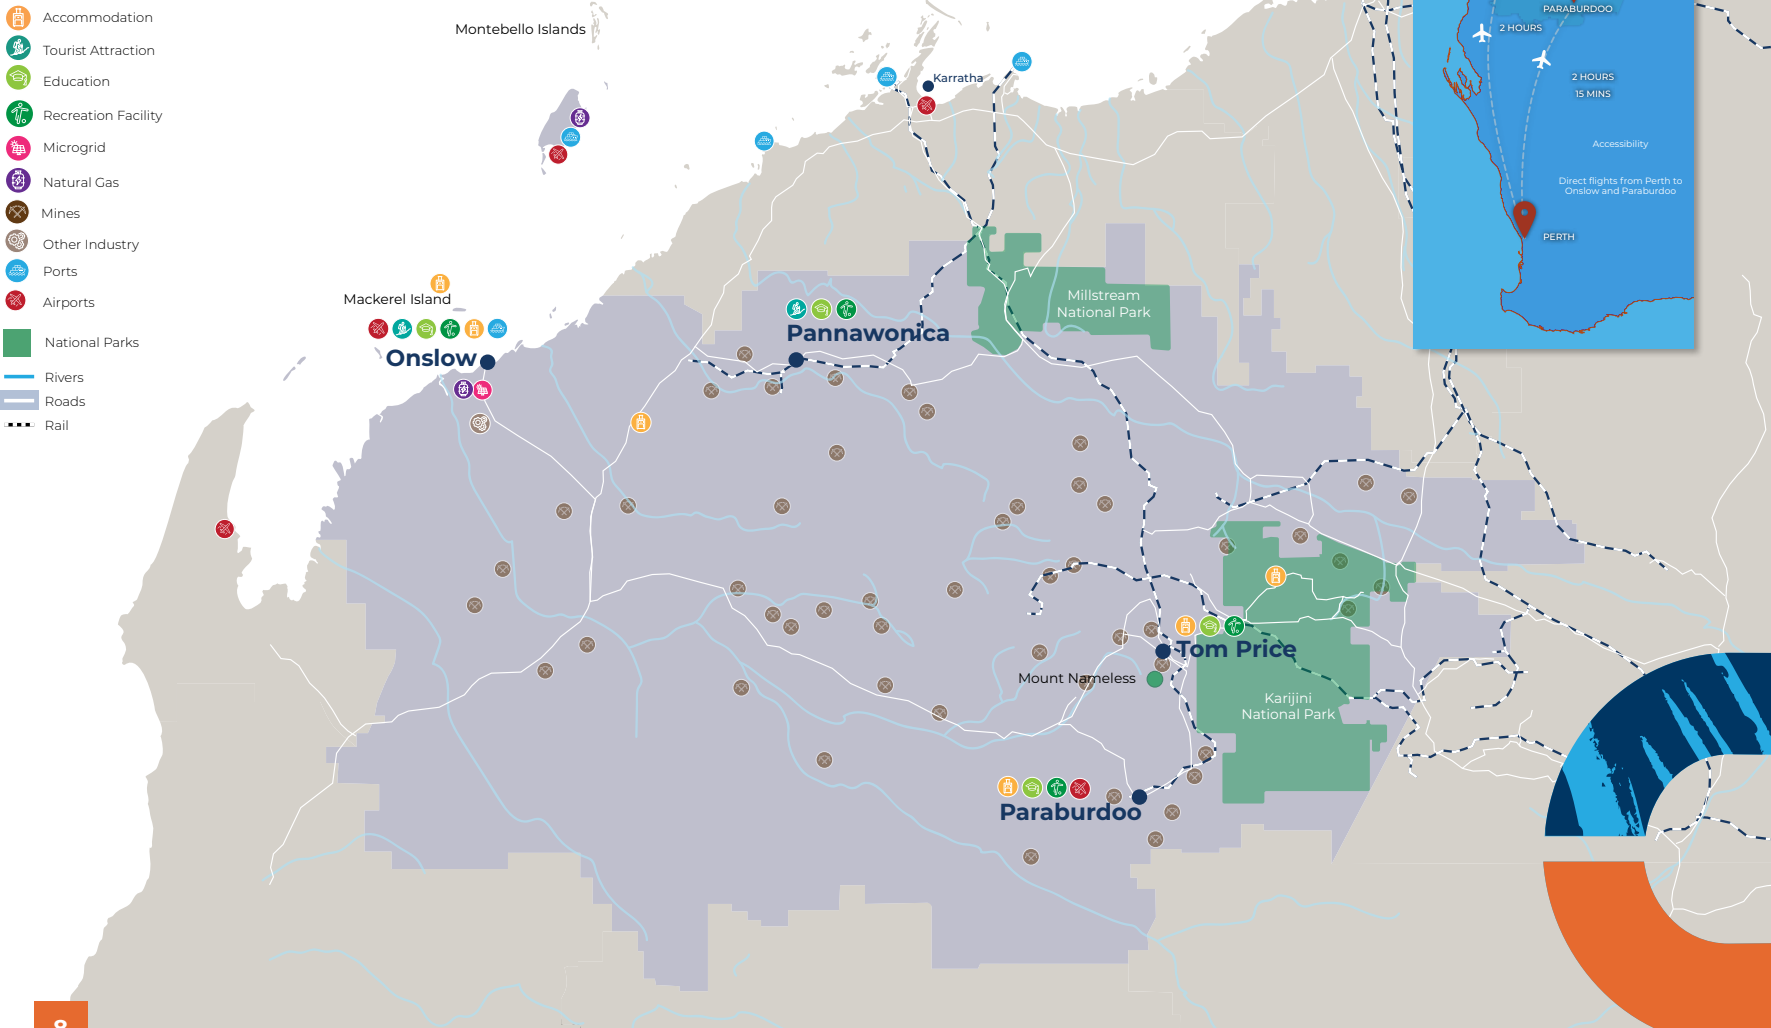 Accommodation
Tourist Attraction
Education
Recreation Facility
Microgrid
Natural Gas
Mines
Other Industry
Ports
Airports
National Parks
Rivers
Roads
Rail
Montebello Islands
Karratha
Mackerel Island
Onslow
Pannawonica
Millstream
National Park
Tom Price
Mount Nameless
Karijini
National Park
Paraburdoo
PARABURDOO
2 HOURS
2 HOURS
15 MINS
Accessibility
Direct flights from Perth to
Onslow and Paraburdoo
PERTH